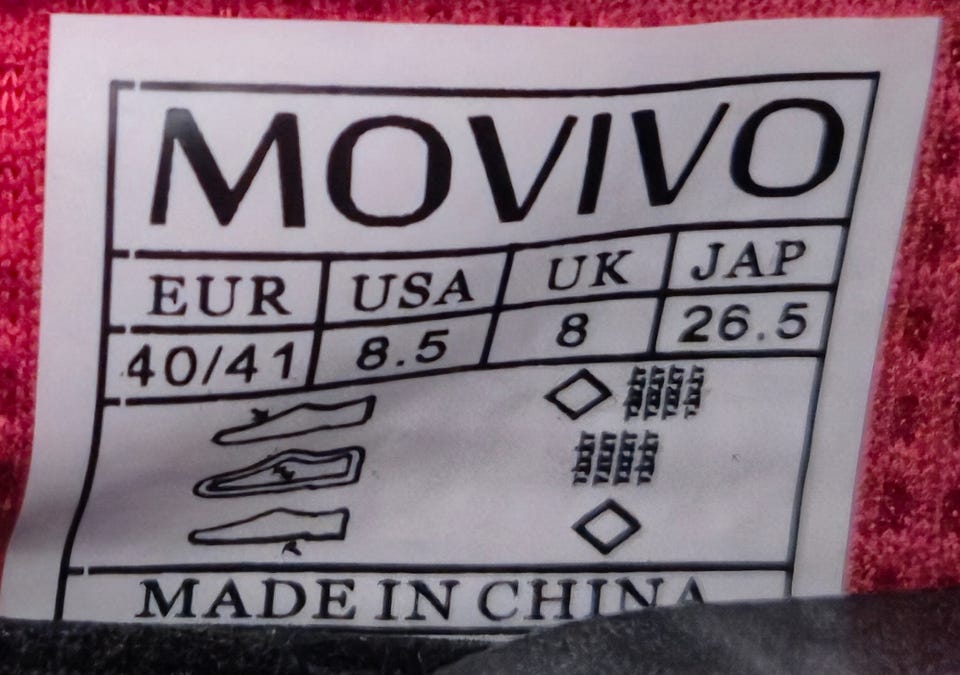 MOVIVO
EUR USA UK JAP
40/41 8.5 8 26.5
MADE IN CHINA